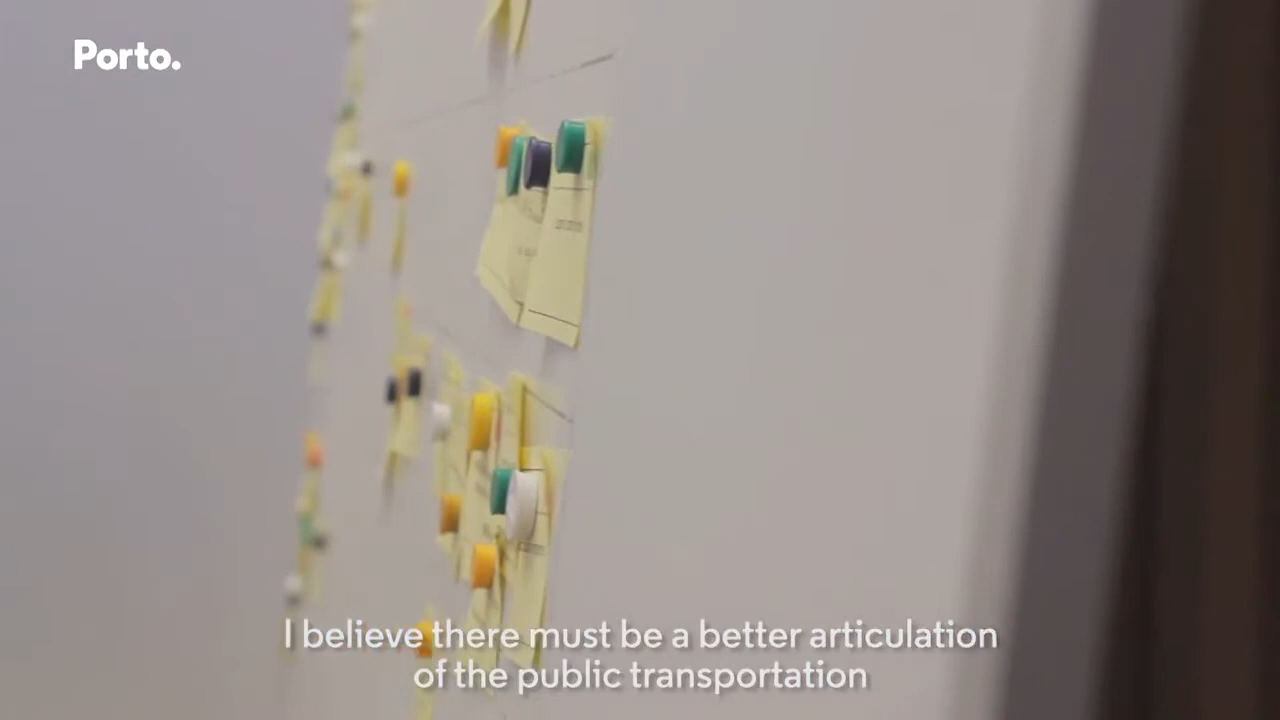 Porto.
I believe there must be a better articulation
of the public transportation